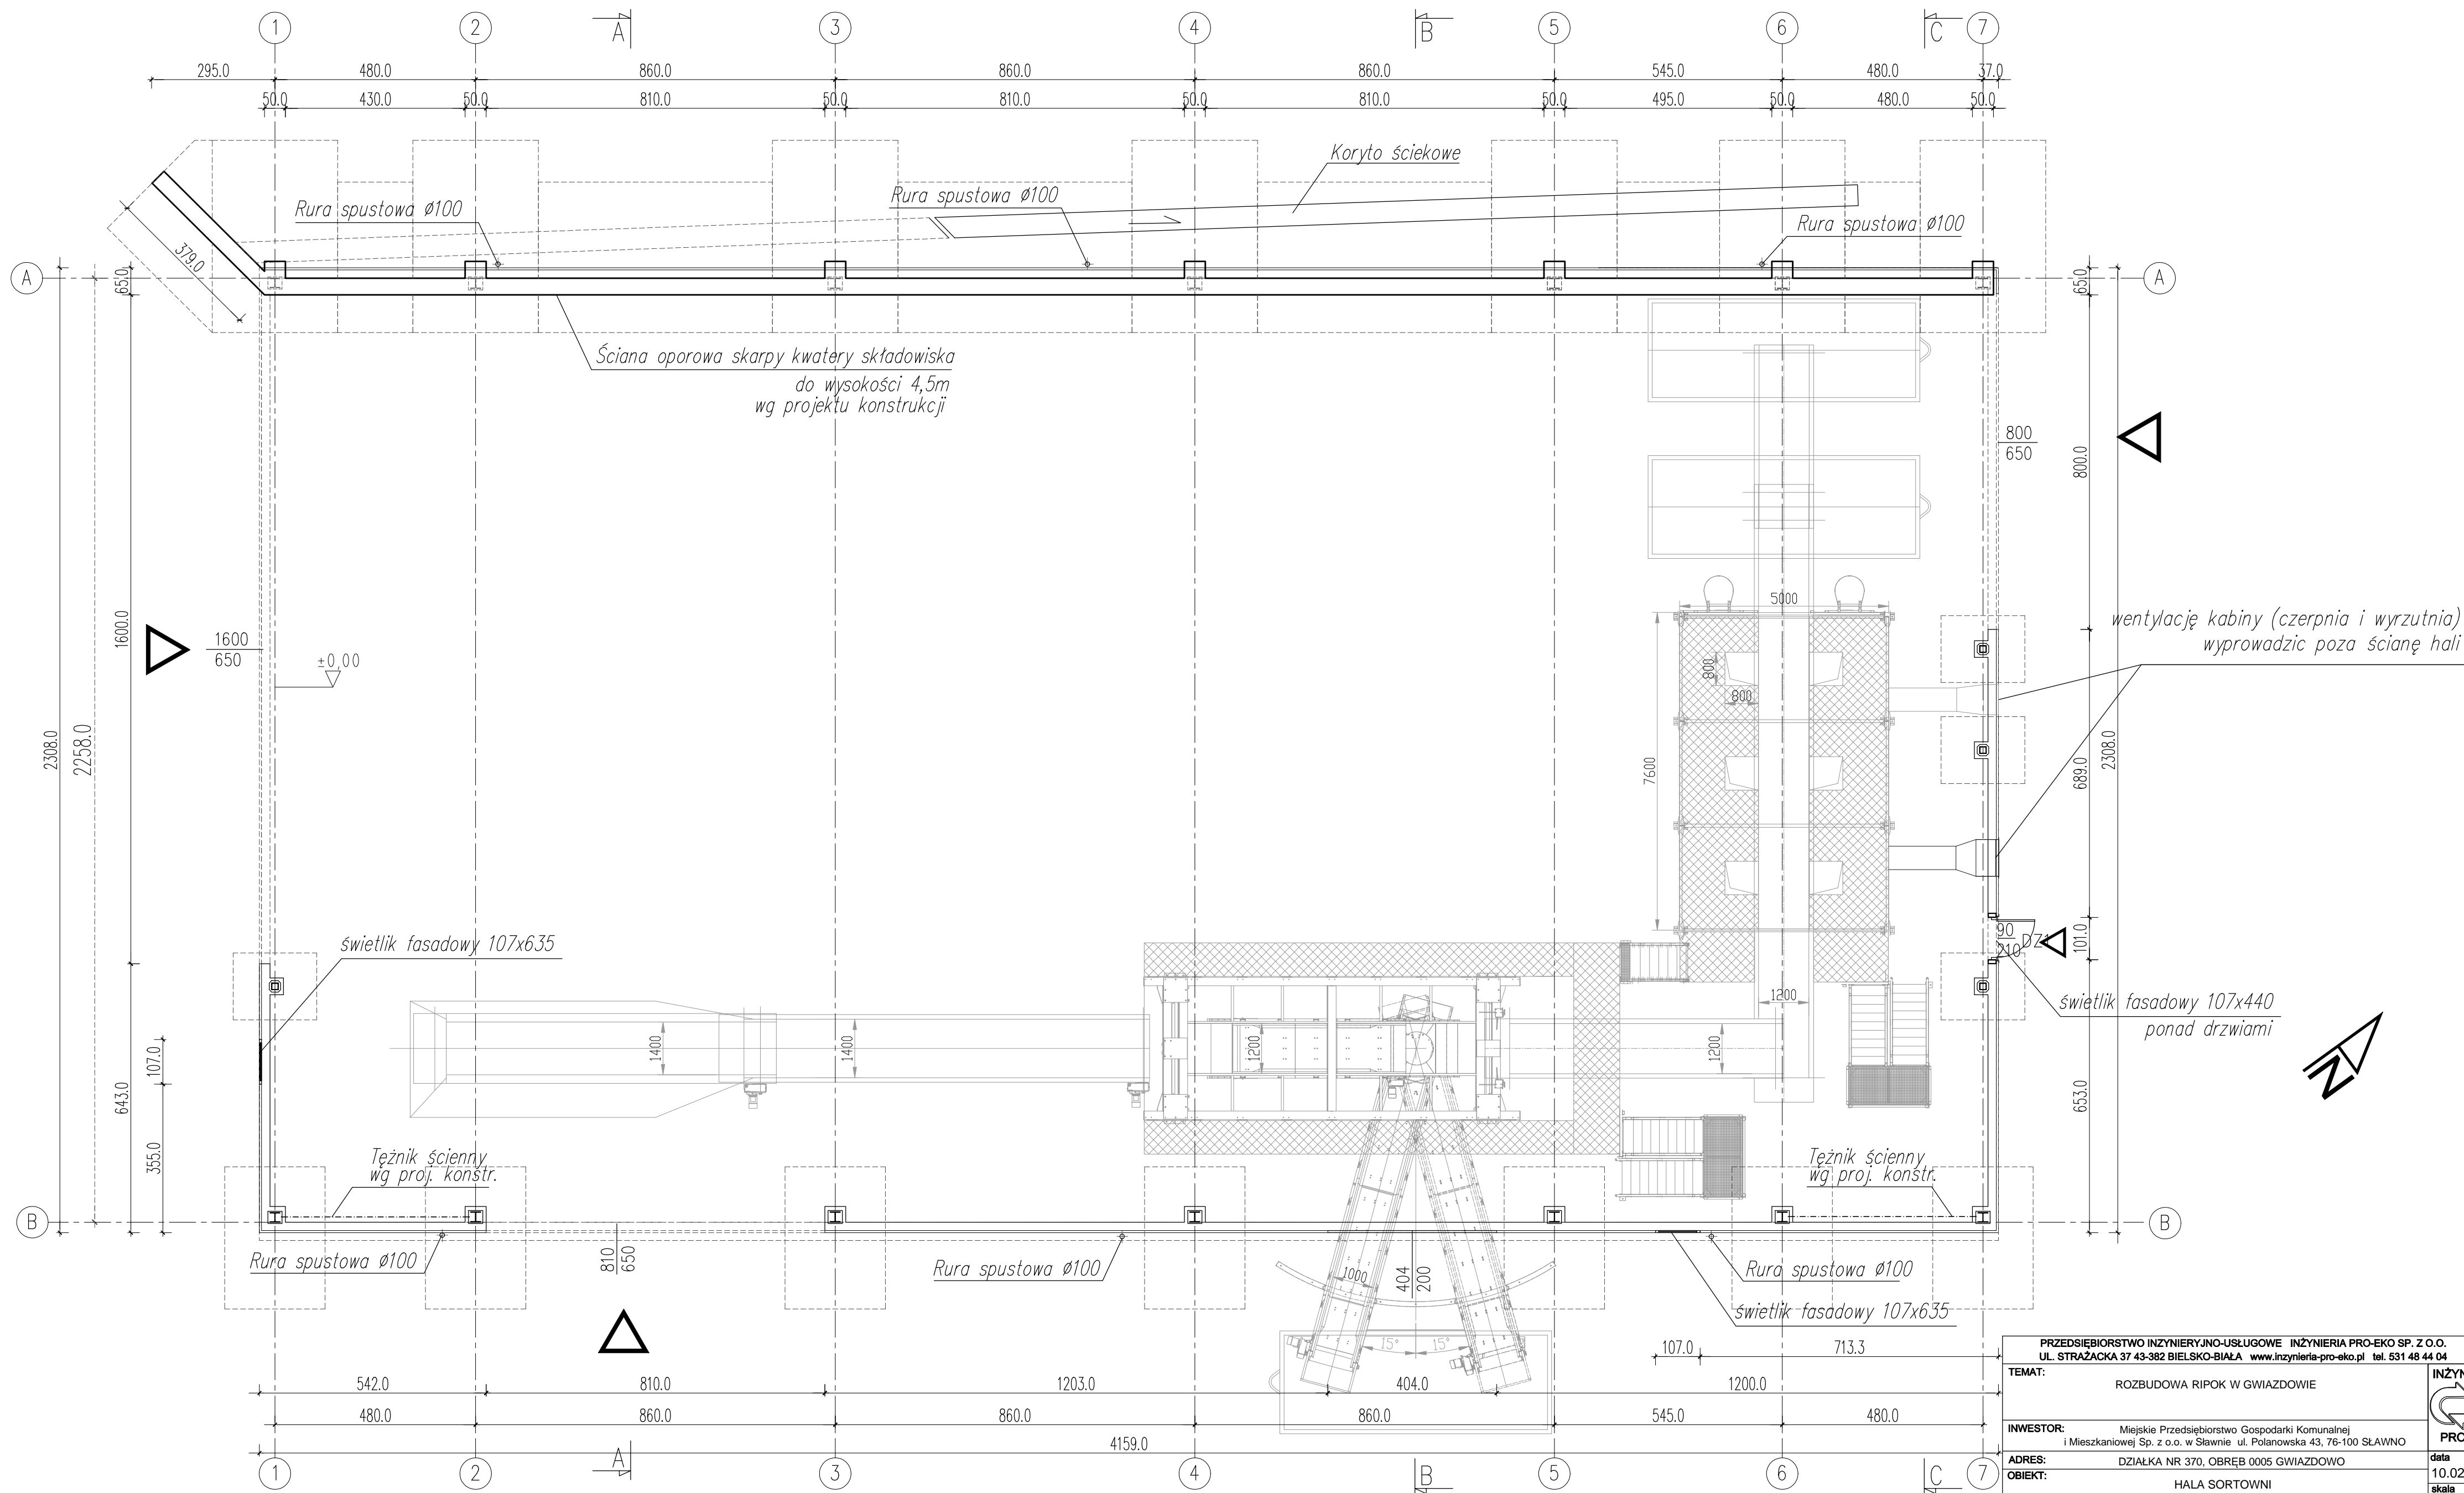 1 2 A 3 4 B 5 6 C 7
295.0 480.0 860.0 860.0 860.0 545.0 480.0 37.0
50.0 430.0 50.0 810.0 50.0 810.0 50.0 810.0 50.0 495.0 50.0 480.0 50.0
Koryto ściekowe
Rura spustowa ø100
Rura spustowa ø100
Rura spustowa ø100
379.0
A
A
65.0
65.0
Ściana oporowa skarpy kwatery składowiska
do wysokości 4,5m
wg projektu konstrukcji
800
650
800.0
1600.0
1600
650
±0,00
5000
wentylację kabiny (czerpnia i wyrzutnia)
wyprowadzic poza ścianę hali
800
800
2308.0
2258.0
7600
689.0
2308.0
świetlik fasadowy 107x635
90
210
DZ1
101.0
świetlik fasadowy 107x440
ponad drzwiami
1200
107.0
1400
1400
1200
1200
N
643.0
653.0
355.0
Tężnik ścienny
wg proj. konstr.
Tężnik ścienny
wg proj. konstr.
B
B
Rura spustowa ø100
810
650
Rura spustowa ø100
1000
404
200
Rura spustowa ø100
świetlik fasadowy 107x635
15° 15°
107.0 713.3
542.0 810.0 1203.0 404.0 1200.0
480.0 860.0 860.0 860.0 545.0 480.0
4159.0
1 2 A 3 4 B 5 6 C 7
PRZEDSIĘBIORSTWO INZYNIERYJNO-USŁUGOWE INŻYNIERIA PRO-EKO SP. Z O.O.
UL. STRAŻACKA 37 43-382 BIELSKO-BIAŁA www.inzynieria-pro-eko.pl tel. 531 48 44 04
TEMAT:
ROZBUDOWA RIPOK W GWIAZDOWIE
INŻYN
PRO
INWESTOR:
Miejskie Przedsiębiorstwo Gospodarki Komunalnej
i Mieszkaniowej Sp. z o.o. w Sławnie ul. Polanowska 43, 76-100 SŁAWNO
ADRES:
DZIAŁKA NR 370, OBRĘB 0005 GWIAZDOWO
data
10.02
OBIEKT:
HALA SORTOWNI
skala